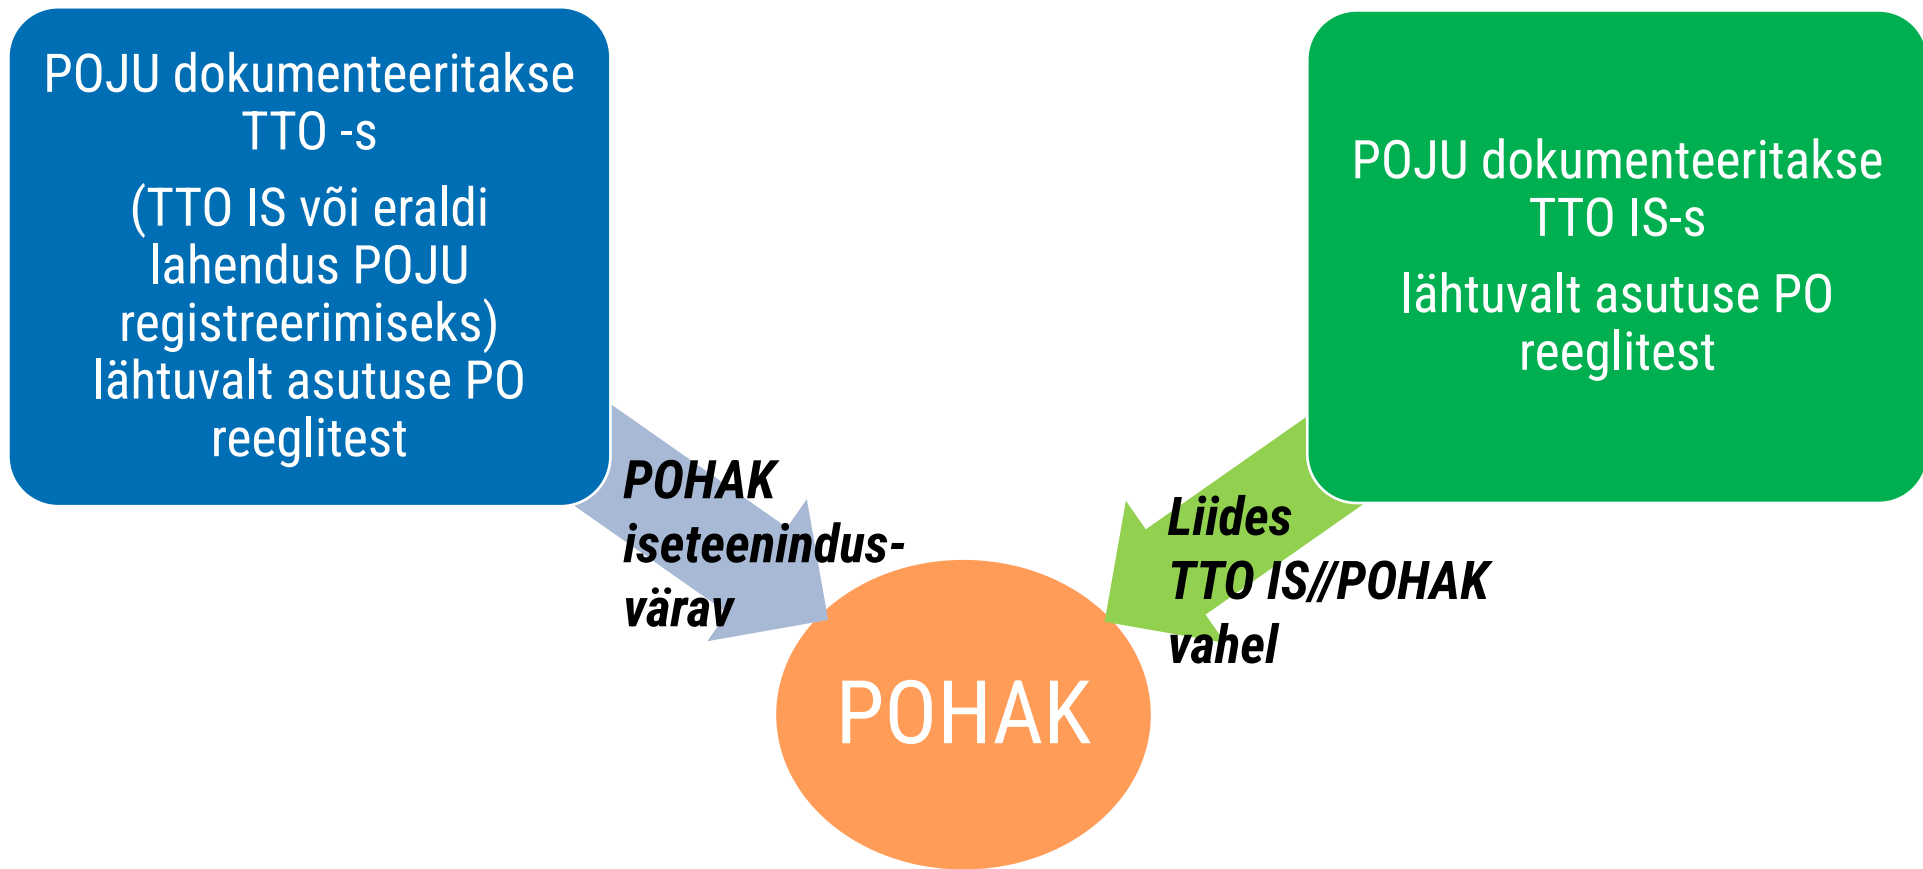 POJU dokumenteeritakse
TTO -s
(TTO IS või eraldi
lahendus POJU
registreerimiseks)
lähtuvalt asutuse PO
reeglitest
POJU dokumenteeritakse
TTO IS-s
lähtuvalt asutuse PO
reeglitest
POHAK
iseteenindus-
värav
Liides
TTO IS//POHAK
vahel
POHAK